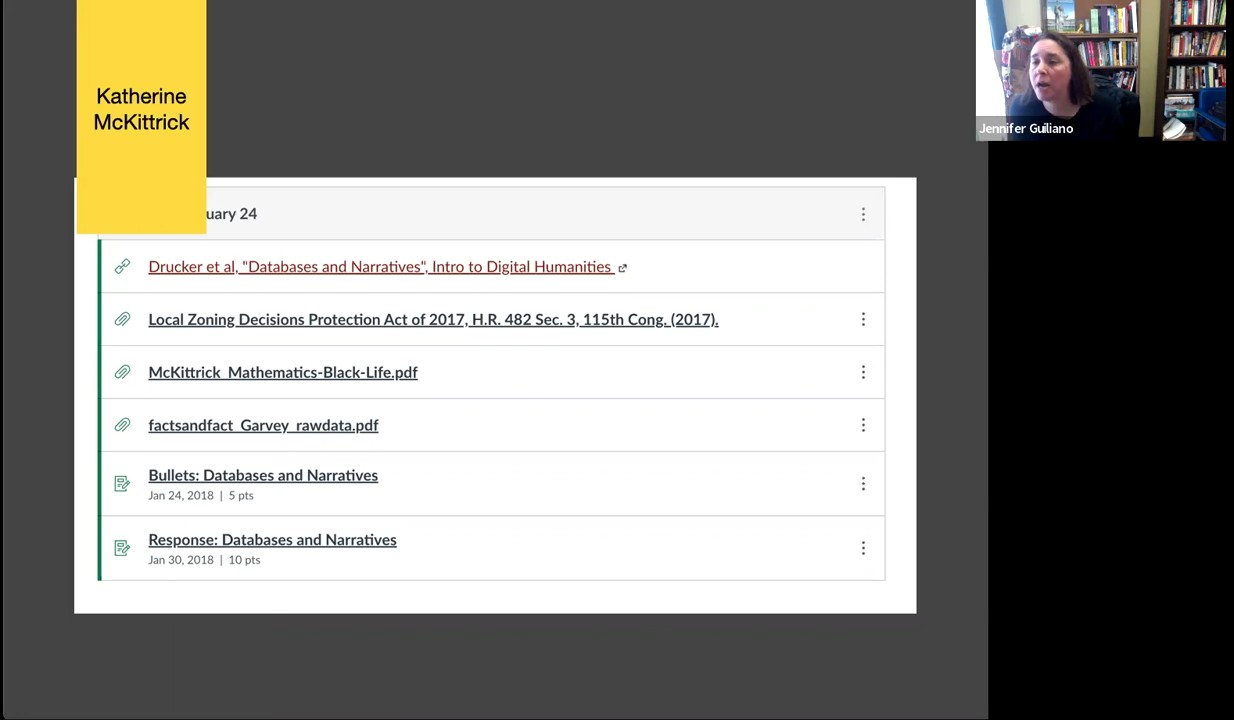 Katherine
McKittrick
Jennifer Guiliano
uary 24
Drucker et al, "Databases and Narratives", Intro to Digital Humanities
Local Zoning Decisions Protection Act of 2017, H.R. 482 Sec. 3, 115th Cong. (2017).
McKittrick_Mathematics-Black-Life.pdf
factsandfact_Garvey_rawdata.pdf
Bullets: Databases and Narratives
Jan 24, 2018 | 5 pts
Response: Databases and Narratives
Jan 30, 2018 | 10 pts